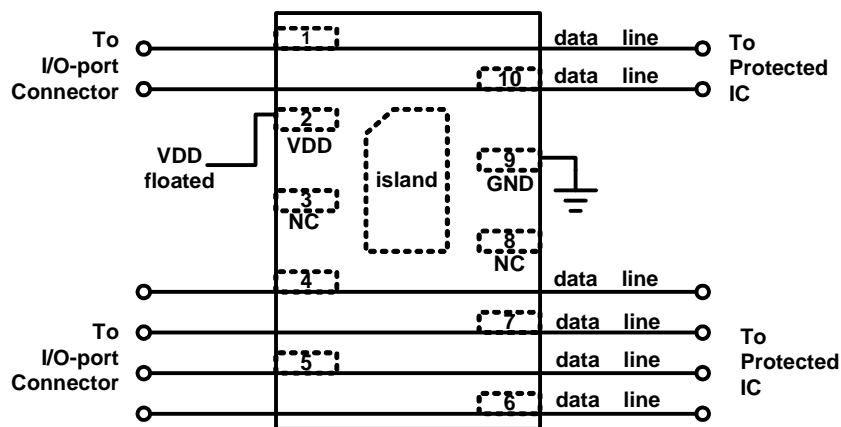 To
I/O-port
Connector
1
data line
10
data line
To
Protected
IC
2
VDD
VDD
floated
island
9
GND
3
NC
8
NC
4
data line
7
data line
To
I/O-port
Connector
5
data line
6
data line
To
Protected
IC